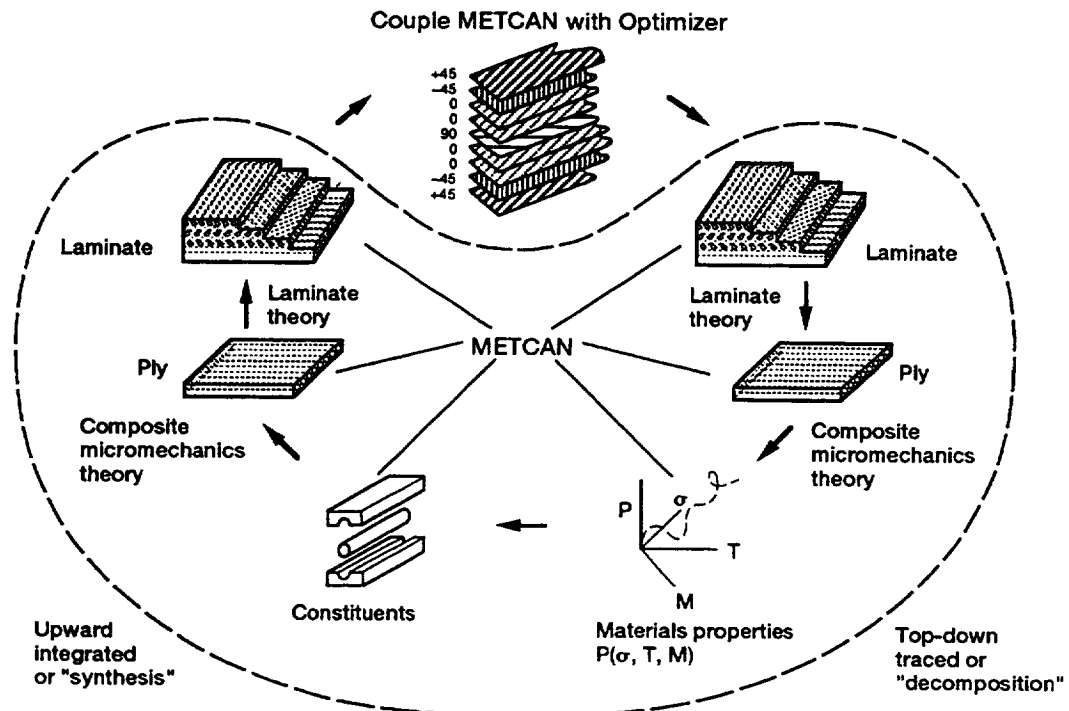 Couple METCAN with Optimizer
+45
−45
0
0
90
0
0
−45
+45
Laminate
Laminate
theory
Ply
Composite
micromechanics
theory
Constituents
Upward
integrated
or "synthesis"
METCAN
Laminate
Laminate
theory
Ply
Composite
micromechanics
theory
P
σ
T
M
Materials properties
P(σ, T, M)
Top-down
traced or
"decomposition"